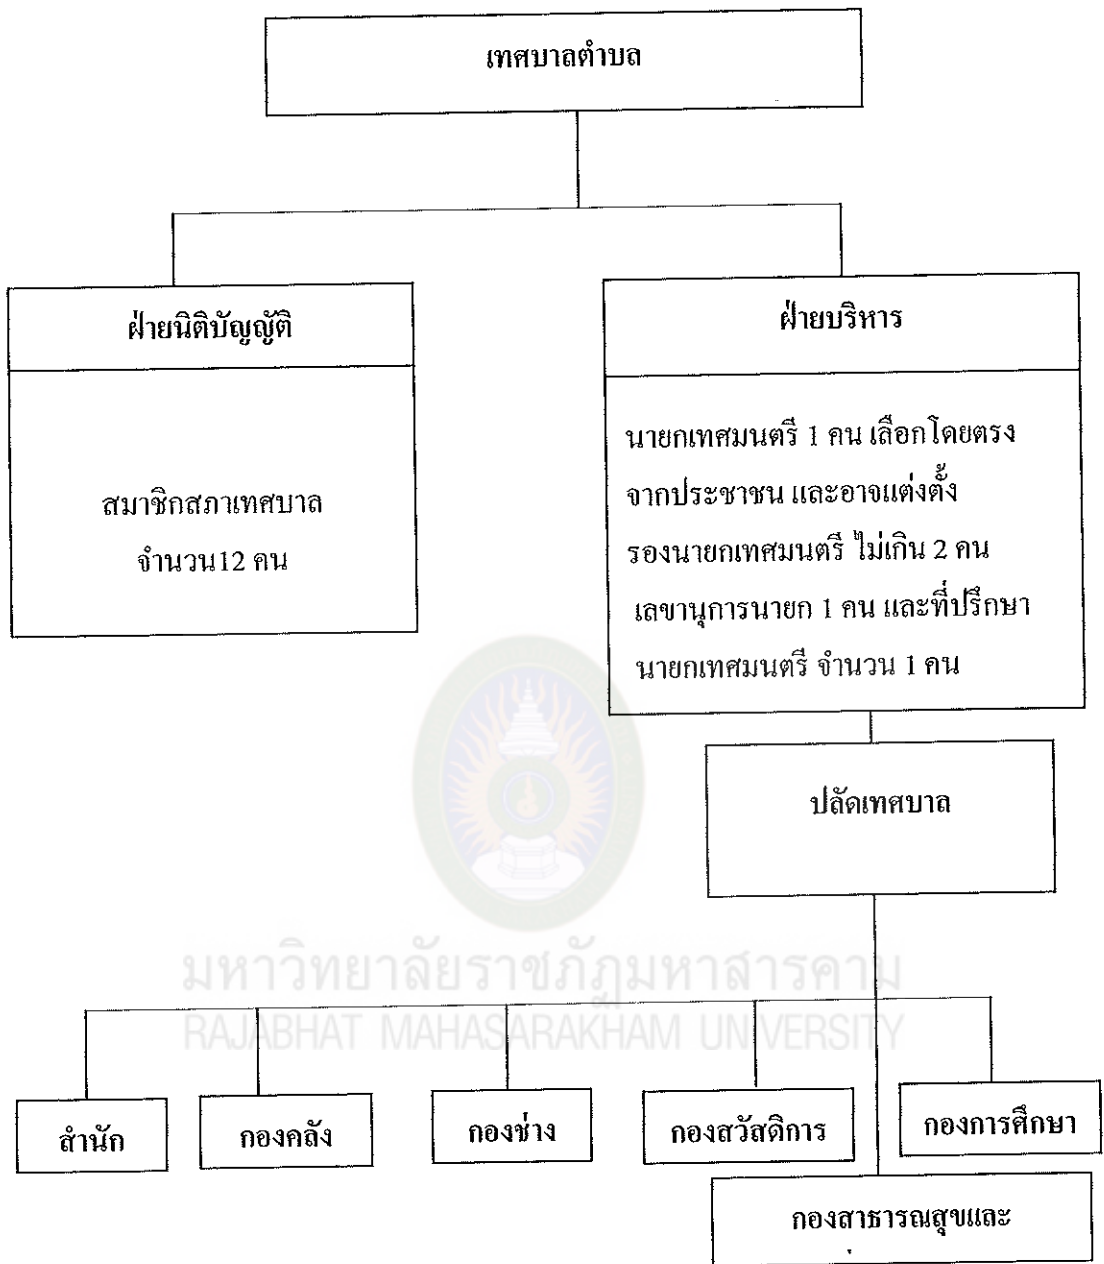 เทศบาลตำบล
ฝ่ายนิติบัญญัติ
สมาชิกสภาเทศบาล
จำนวน12 คน
ฝ่ายบริหาร
นายกเทศมนตรี 1 คน เลือกโดยตรง
จากประชาชน และอาจแต่งตั้ง
รองนายกเทศมนตรี ไม่เกิน 2 คน
เลขานุการนายก 1 คน และที่ปรึกษา
นายกเทศมนตรี จำนวน 1 คน
ปลัดเทศบาล
มหาวิทยาลัยราชภัฏมหาสารคาม
RAJABHAT MAHASARAKHAM UNIVERSITY
สำนัก
กองคลัง
กองช่าง
กองสวัสดิการ
กองการศึกษา
กองสาธารณสุขและ